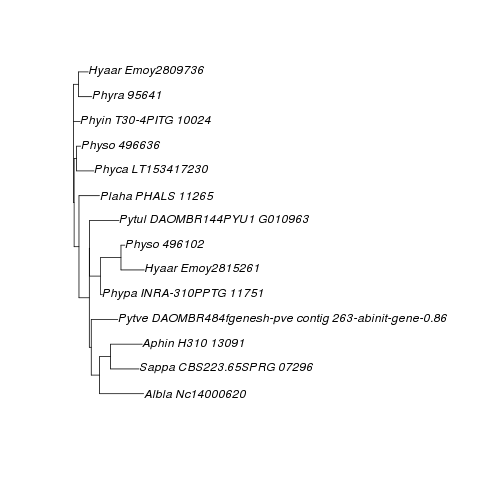 Hyaar Emoy2809736
Phyra 95641
Phyin T30-4PITG 10024
Physo 496636
Phyca LT153417230
Plaha PHALS 11265
Pytul DAOMBR144PYU1 G010963
Physo 496102
Hyaar Emoy2815261
Phypa INRA-310PPTG 11751
Pytve DAOMBR484fgenesh-pve contig 263-abinit-gene-0.86
Aphin H310 13091
Sappa CBS223.65SPRG 07296
Albla Nc14000620